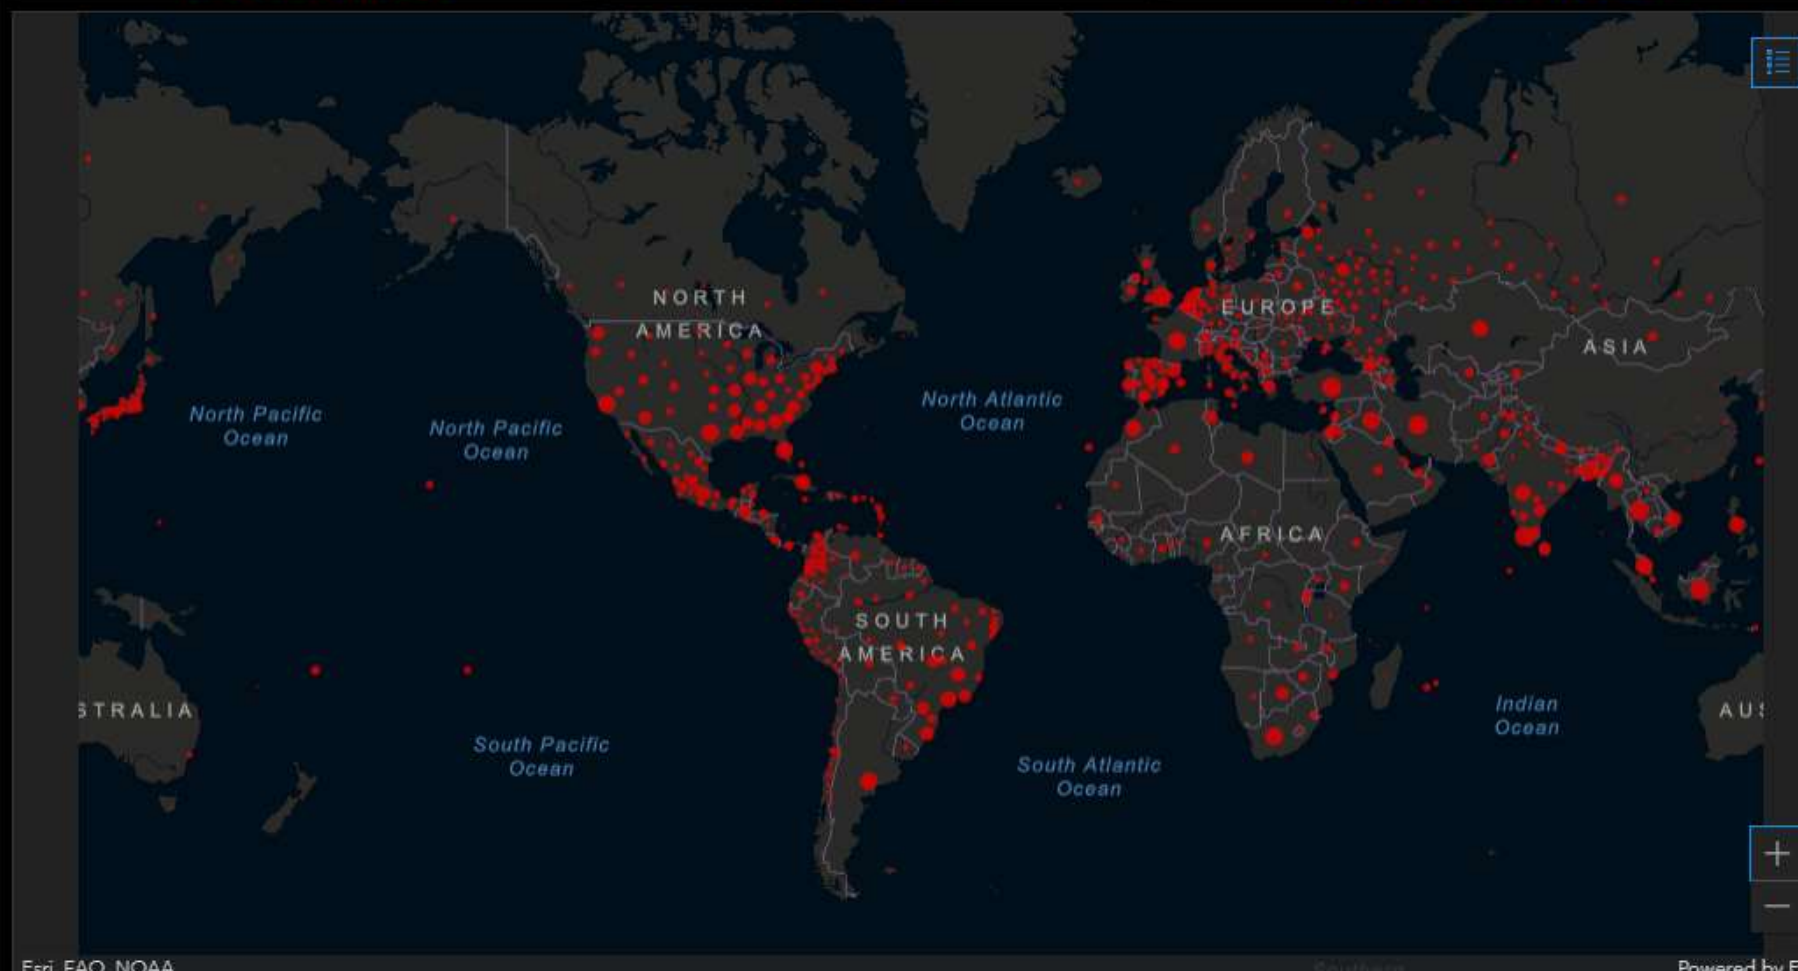 NORTH
AMERICA
EUROPE
ASIA
North Pacific
Ocean
North Pacific
Ocean
North Atlantic
Ocean
AFRICA
SOUTH
AMERICA
STRALIA
South Pacific
Ocean
South Atlantic
Ocean
Indian
Ocean
AUS
Esri, FAO, NOAA
Powered by E